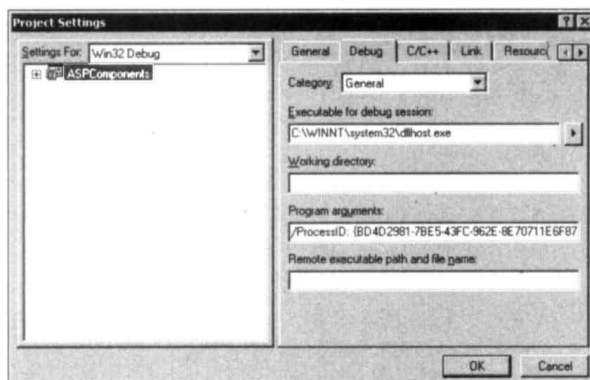 Project Settings
Settings For: Win32 Debug
ASPComponents
General Debug C/C++ Link Resourc
Category: General
Executable for debug session:
C:\WINNT\system32\dllhost.exe
Working directory:
Program arguments:
/ProcessID: {BD4D2981-7BE5-43FC-962E-8E70711E6F87
Remote executable path and file name:
OK Cancel